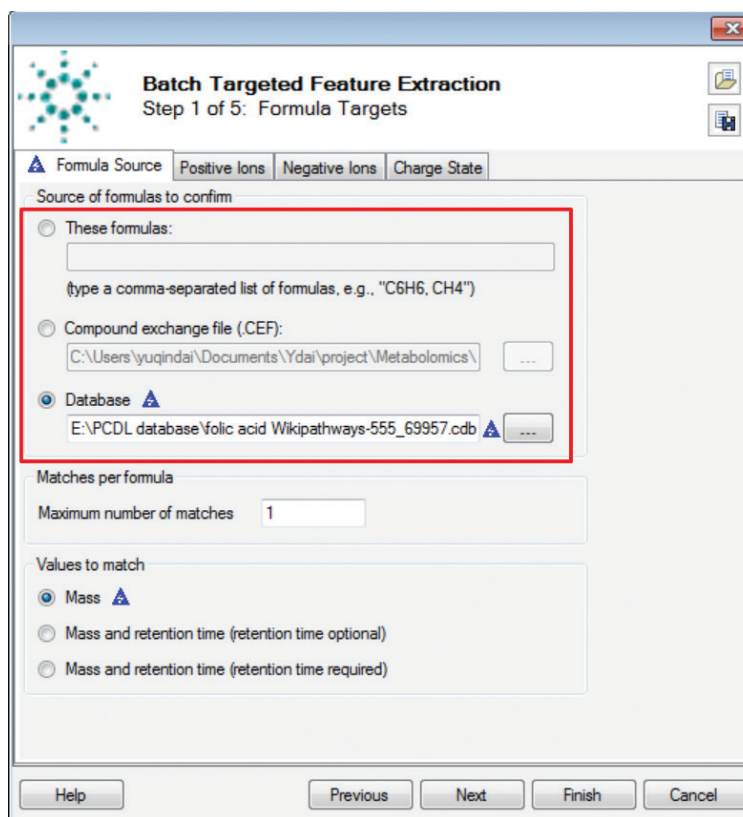 Batch Targeted Feature Extraction
Step 1 of 5: Formula Targets
Formula Source Positive Ions Negative Ions Charge State
Source of formulas to confirm
These formulas:
(type a comma-separated list of formulas, e.g., "C6H6, CH4")
Compound exchange file (.CEF):
C:\Users\yuqindai\Documents\Ydai\project\Metabolomics\ ...
Database
E:\PCDL database\folic acid Wikipathways-555_69957.cdb ...
Matches per formula
Maximum number of matches 1
Values to match
Mass
Mass and retention time (retention time optional)
Mass and retention time (retention time required)
Help Previous Next Finish Cancel